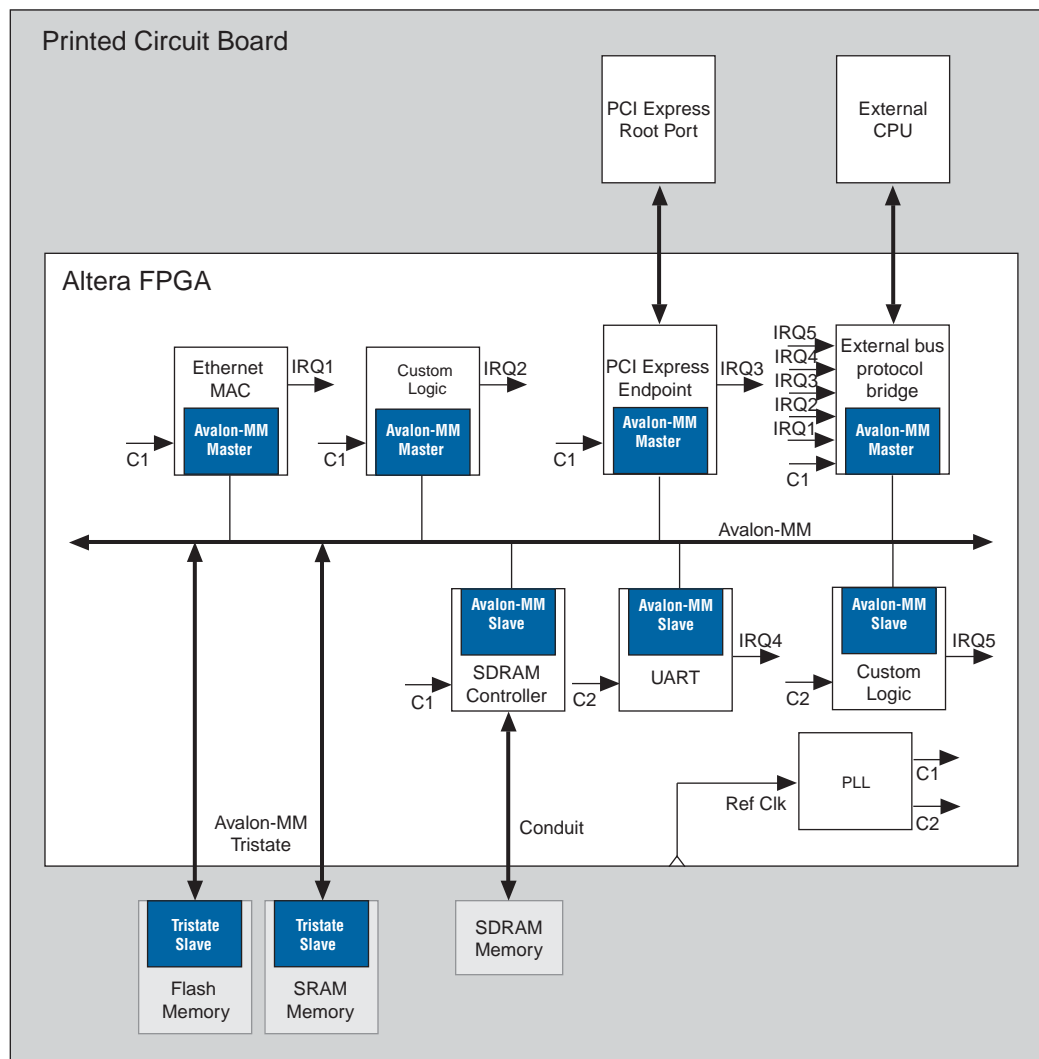 Printed Circuit Board
PCI Express
Root Port
External
CPU
Altera FPGA
Ethernet
MAC
IRQ1
Avalon-MM
Master
C1
Custom
Logic
IRQ2
Avalon-MM
Master
C1
PCI Express
Endpoint
IRQ3
Avalon-MM
Master
C1
IRQ5
IRQ4
IRQ3
IRQ2
IRQ1
C1
External bus
protocol
bridge
Avalon-MM
Master
Avalon-MM
Avalon-MM
Slave
SDRAM
Controller
C1
Avalon-MM
Slave
UART
IRQ4
C2
Avalon-MM
Slave
Custom
Logic
IRQ5
C2
PLL
C1
C2
Ref Clk
Avalon-MM
Tristate
Conduit
Tristate
Slave
Flash
Memory
Tristate
Slave
SRAM
Memory
SDRAM
Memory